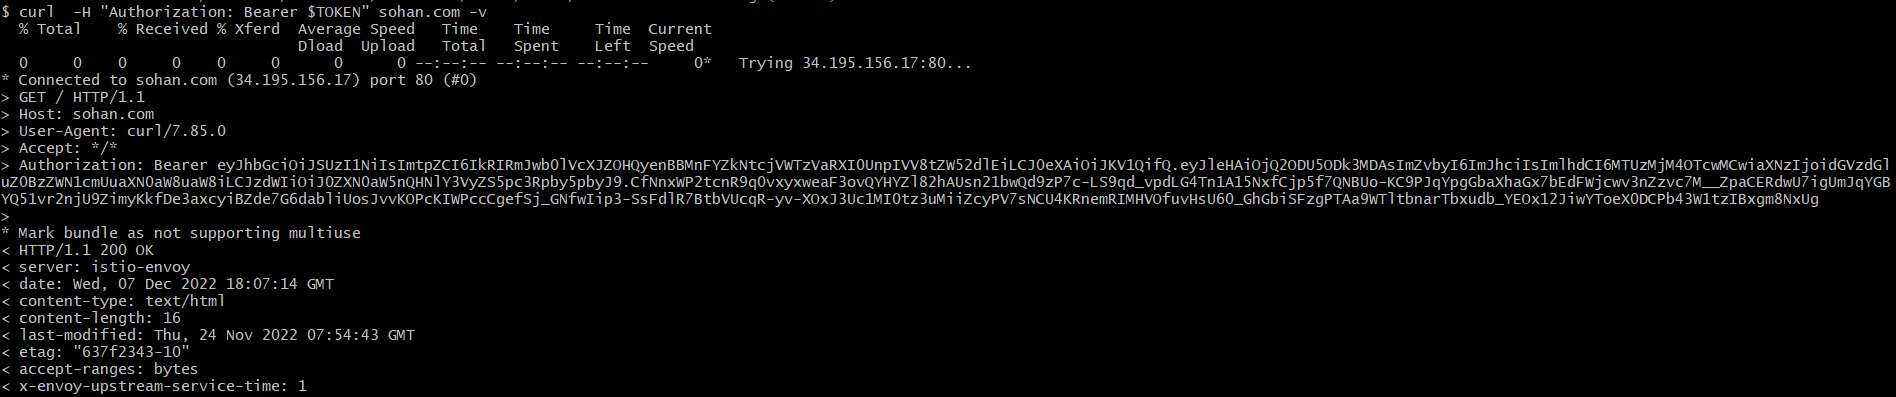 $ curl  -H "Authorization: Bearer $TOKEN" sohan.com -v
  % Total    % Received % Xferd  Average Speed   Time    Time     Time  Current
                                 Dload  Upload   Total   Spent    Left  Speed
  0     0    0     0    0     0      0      0 --:--:-- --:--:-- --:--:--     0*   Trying 34.195.156.17:80...
* Connected to sohan.com (34.195.156.17) port 80 (#0)
> GET / HTTP/1.1
> Host: sohan.com
> User-Agent: curl/7.85.0
> Accept: */*
> Authorization: Bearer eyJhbGciOiJSUzI1NiIsImtpZCI6IkRIRmJwb0lVcXJZOHQyenBBMnFYZkNtcjVWTzVaRXI0UnpIVV8tZW52dlEiLCJ0eXAiOiJKV1QifQ.eyJleHAiOjQ2ODU5ODk3MDAsImZvbyI6ImJhciIsImlhdCI6MTUzMjM4OTcwMCwiaXNzIjoidGVzdGl
uZ0BzZWN1cmUuaXN0aW8uaW8iLCJzdWIiOiJ0ZXN0aW5nQHNlY3VyZS5pc3Rpby5pbyJ9.CfNnxWP2tcnR9q0vxyxweaF3ovQYHYZl82hAUsn21bwQd9zP7c-LS9qd_vpdLG4Tn1A15NxfCjp5f7QNBUo-KC9PJqYpgGbaXhaGx7bEdFWjcwv3nZzvc7M__ZpaCERdwU7igUmJqYGB
YQ51vr2njU9ZimyKkfDe3axcyiBZde7G6dabliUosJvvKOPcKIWPccCgefSj_GNfwIip3-SsFdlR7BtbVUcqR-yv-XOxJ3Uc1MI0tz3uMiiZcyPV7sNCU4KRnemRIMHVOfuvHsU60_GhGbiSFzgPTAa9WTltbnarTbxudb_YEOx12JiwYToeX0DCPb43W1tzIBxgm8NxUg
>
* Mark bundle as not supporting multiuse
< HTTP/1.1 200 OK
< server: istio-envoy
< date: Wed, 07 Dec 2022 18:07:14 GMT
< content-type: text/html
< content-length: 16
< last-modified: Thu, 24 Nov 2022 07:54:43 GMT
< etag: "637f2343-10"
< accept-ranges: bytes
< x-envoy-upstream-service-time: 1